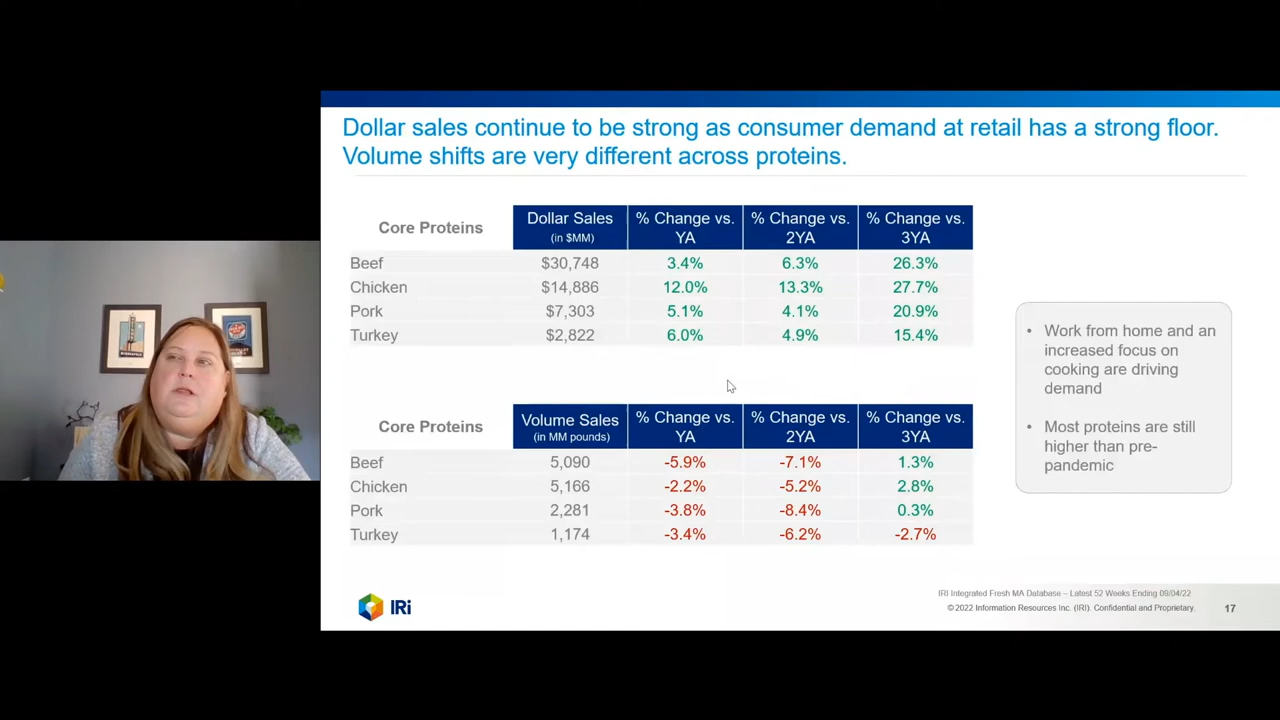 Dollar sales continue to be strong as consumer demand at retail has a strong floor.
Volume shifts are very different across proteins.
Core Proteins Dollar Sales (in $MM) % Change vs. YA % Change vs. 2YA % Change vs. 3YA
Beef $30,748 3.4% 6.3% 26.3%
Chicken $14,886 12.0% 13.3% 27.7%
Pork $7,303 5.1% 4.1% 20.9%
Turkey $2,822 6.0% 4.9% 15.4%
Core Proteins Volume Sales (in MM pounds) % Change vs. YA % Change vs. 2YA % Change vs. 3YA
Beef 5,090 -5.9% -7.1% 1.3%
Chicken 5,166 -2.2% -5.2% 2.8%
Pork 2,281 -3.8% -8.4% 0.3%
Turkey 1,174 -3.4% -6.2% -2.7%
• Work from home and an
increased focus on
cooking are driving
demand
• Most proteins are still
higher than pre-
pandemic
IRi
IRI Integrated Fresh MA Database – Latest 52 Weeks Ending 09/04/22
© 2022 Information Resources Inc. (IRI). Confidential and Proprietary.
17